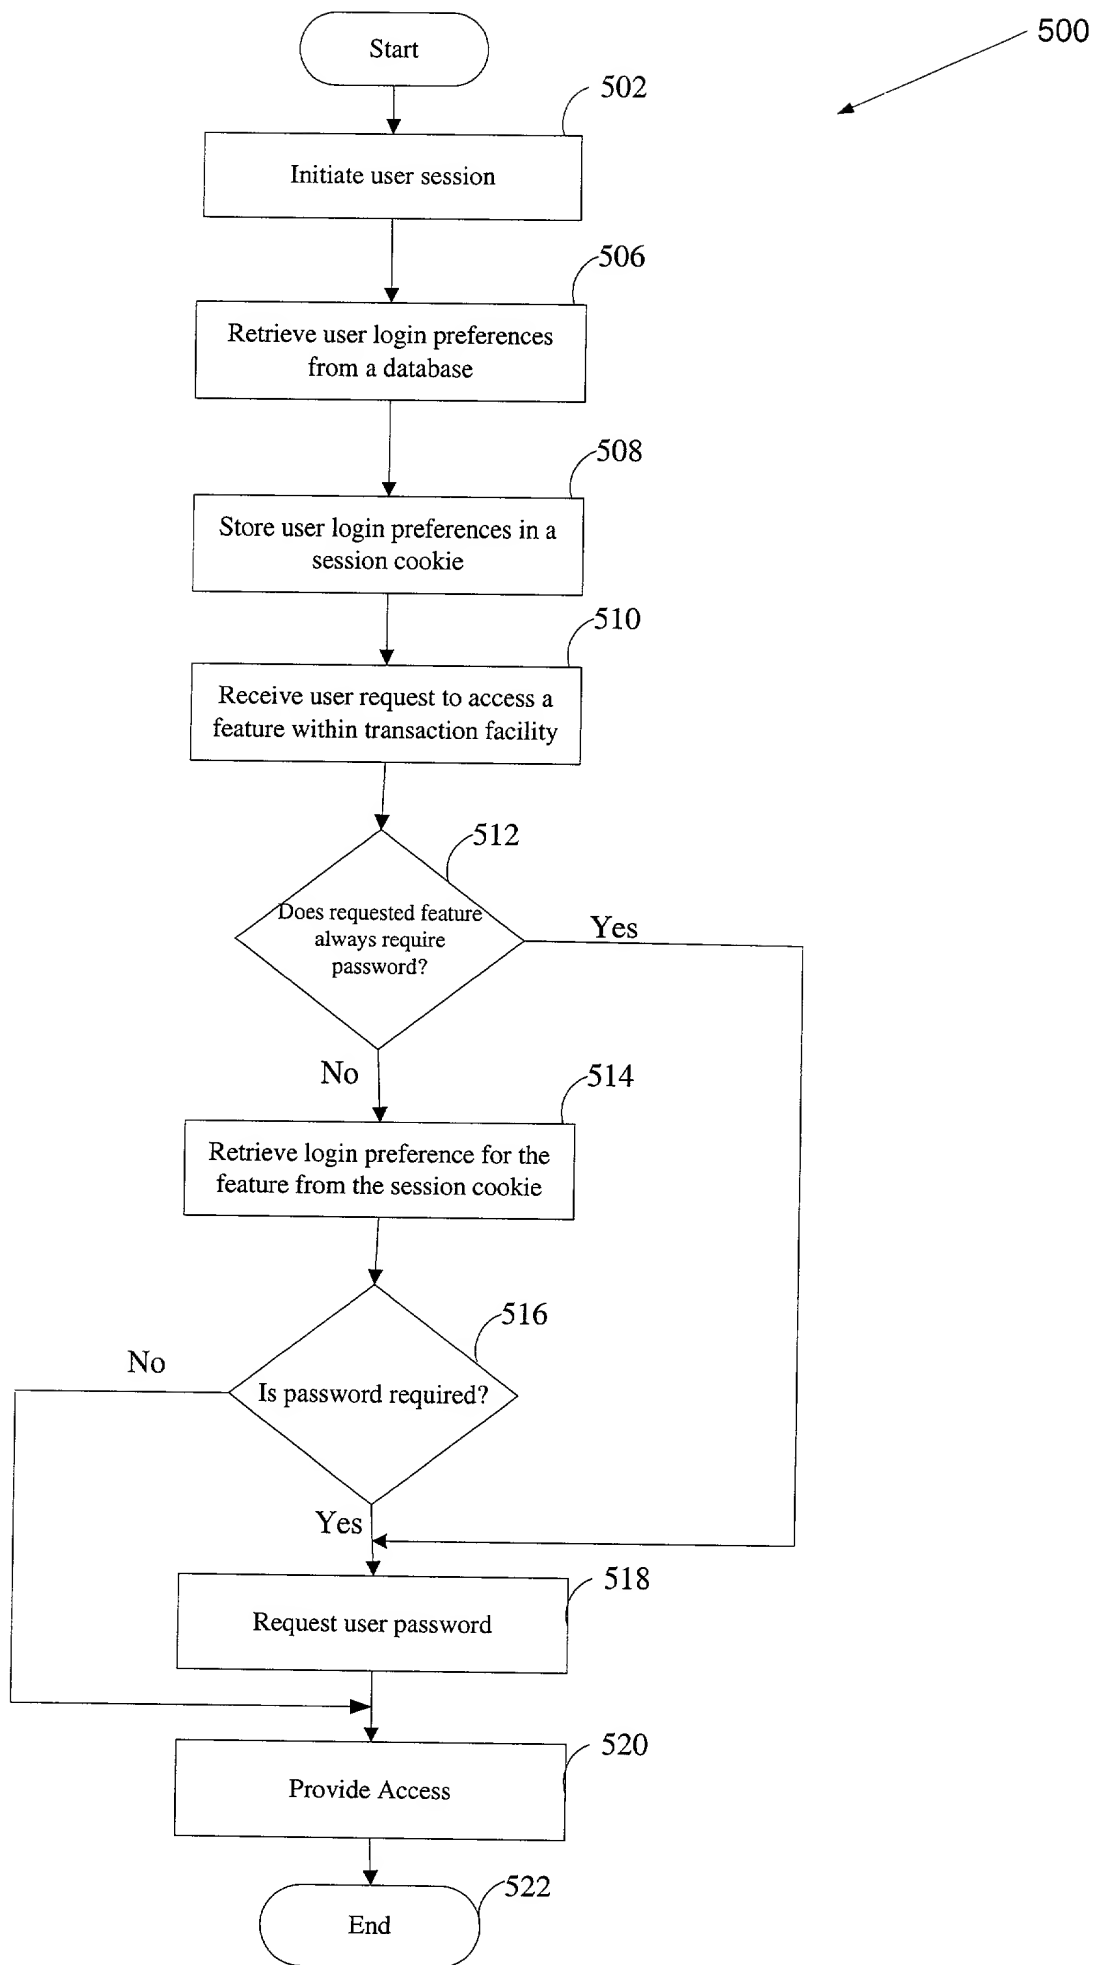 Start
500
502
Initiate user session
506
Retrieve user login preferences
from a database
508
Store user login preferences in a
session cookie
510
Receive user request to access a
feature within transaction facility
512
Does requested feature
always require
password?
Yes
No
514
Retrieve login preference for the
feature from the session cookie
516
No
Is password required?
Yes
518
Request user password
520
Provide Access
522
End